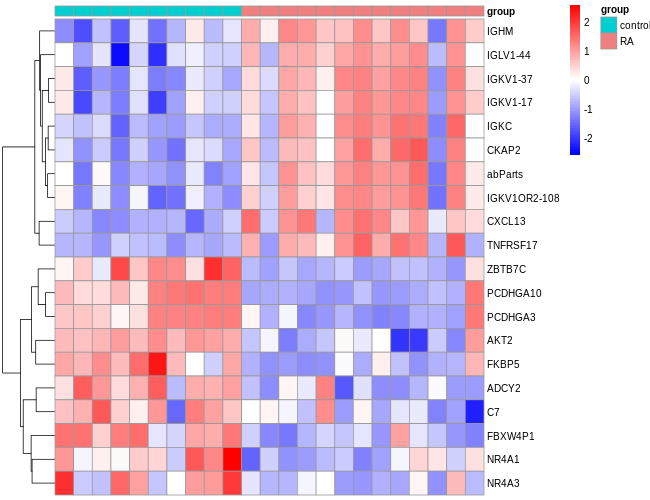 group
group
control
RA
IGHM
IGLV1-44
IGKV1-37
IGKV1-17
IGKC
CKAP2
abParts
IGKV1OR2-108
CXCL13
TNFRSF17
ZBTB7C
PCDHGA10
PCDHGA3
AKT2
FKBP5
ADCY2
C7
FBXW4P1
NR4A1
NR4A3
2
1
0
-1
-2